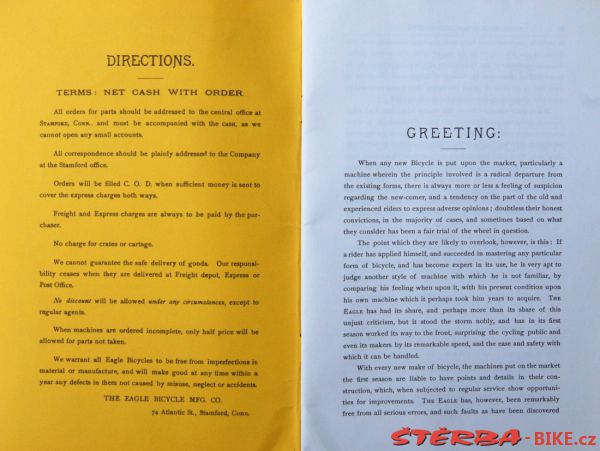 DIRECTIONS.
TERMS: NET CASH WITH ORDER.
All orders for parts should be addressed to the central office at
STAMFORD, CONN., and must be accompanied with the CASH, as we
cannot open any small accounts.
All correspondence should be plainly addressed to the Company
at the Stamford office.
Orders will be filled C. O. D. when sufficient money is sent to
cover the express charges both ways.
Freight and Express charges are always to be paid by the pur-
chaser.
No charge for crates or cartage.
We cannot guarantee the safe delivery of goods. Our responsi-
bility ceases when they are delivered at Freight depot, Express or
Post Office.
No discount will be allowed under any circumstances, except to
regular agents.
When machines are ordered incomplete, only half price will be
allowed for parts not taken.
We warrant all Eagle Bicycles to be free from imperfections in
material or manufacture, and will make good at any time within a
year any defects in them not caused by misuse, neglect or accidents.
THE EAGLE BICYCLE MFG. CO.
74 Atlantic St., Stamford, Conn.
GREETING:
When any new Bicycle is put upon the market, particularly a
machine wherein the principle involved is a radical departure from
the existing forms, there is always more or less a feeling of suspicion
regarding the new-comer, and a tendency on the part of the old and
experienced riders to express adverse opinions; doubtless their honest
convictions, in the majority of cases, and sometimes based on what
they consider has been a fair trial of the wheel in question.
The point which they are likely to overlook, however, is this: If
a rider has applied himself, and succeeded in mastering any particular
form of bicycle, and has become expert in its use, he is very apt to
judge another style of machine with which he is not familiar, by
comparing his feeling when upon it, with his present condition upon
his own machine which it perhaps took him years to acquire. THE
EAGLE has had its share, and perhaps more than its share of this
unjust criticism, but it stood the storm nobly, and has in its first
season worked its way to the front, surprising the cycling public and
even its makers by its remarkable speed, and the ease and safety with
which it can be handled.
With every new make of bicycle, the machines put on the market
the first season are liable to have points and details in their con-
struction, which, when subjected to regular service show opportuni-
ties for improvements. THE EAGLE has, however, been remarkably
free from all serious errors, and such faults as have been discovered
ŠTĚRBA-BIKE.cz